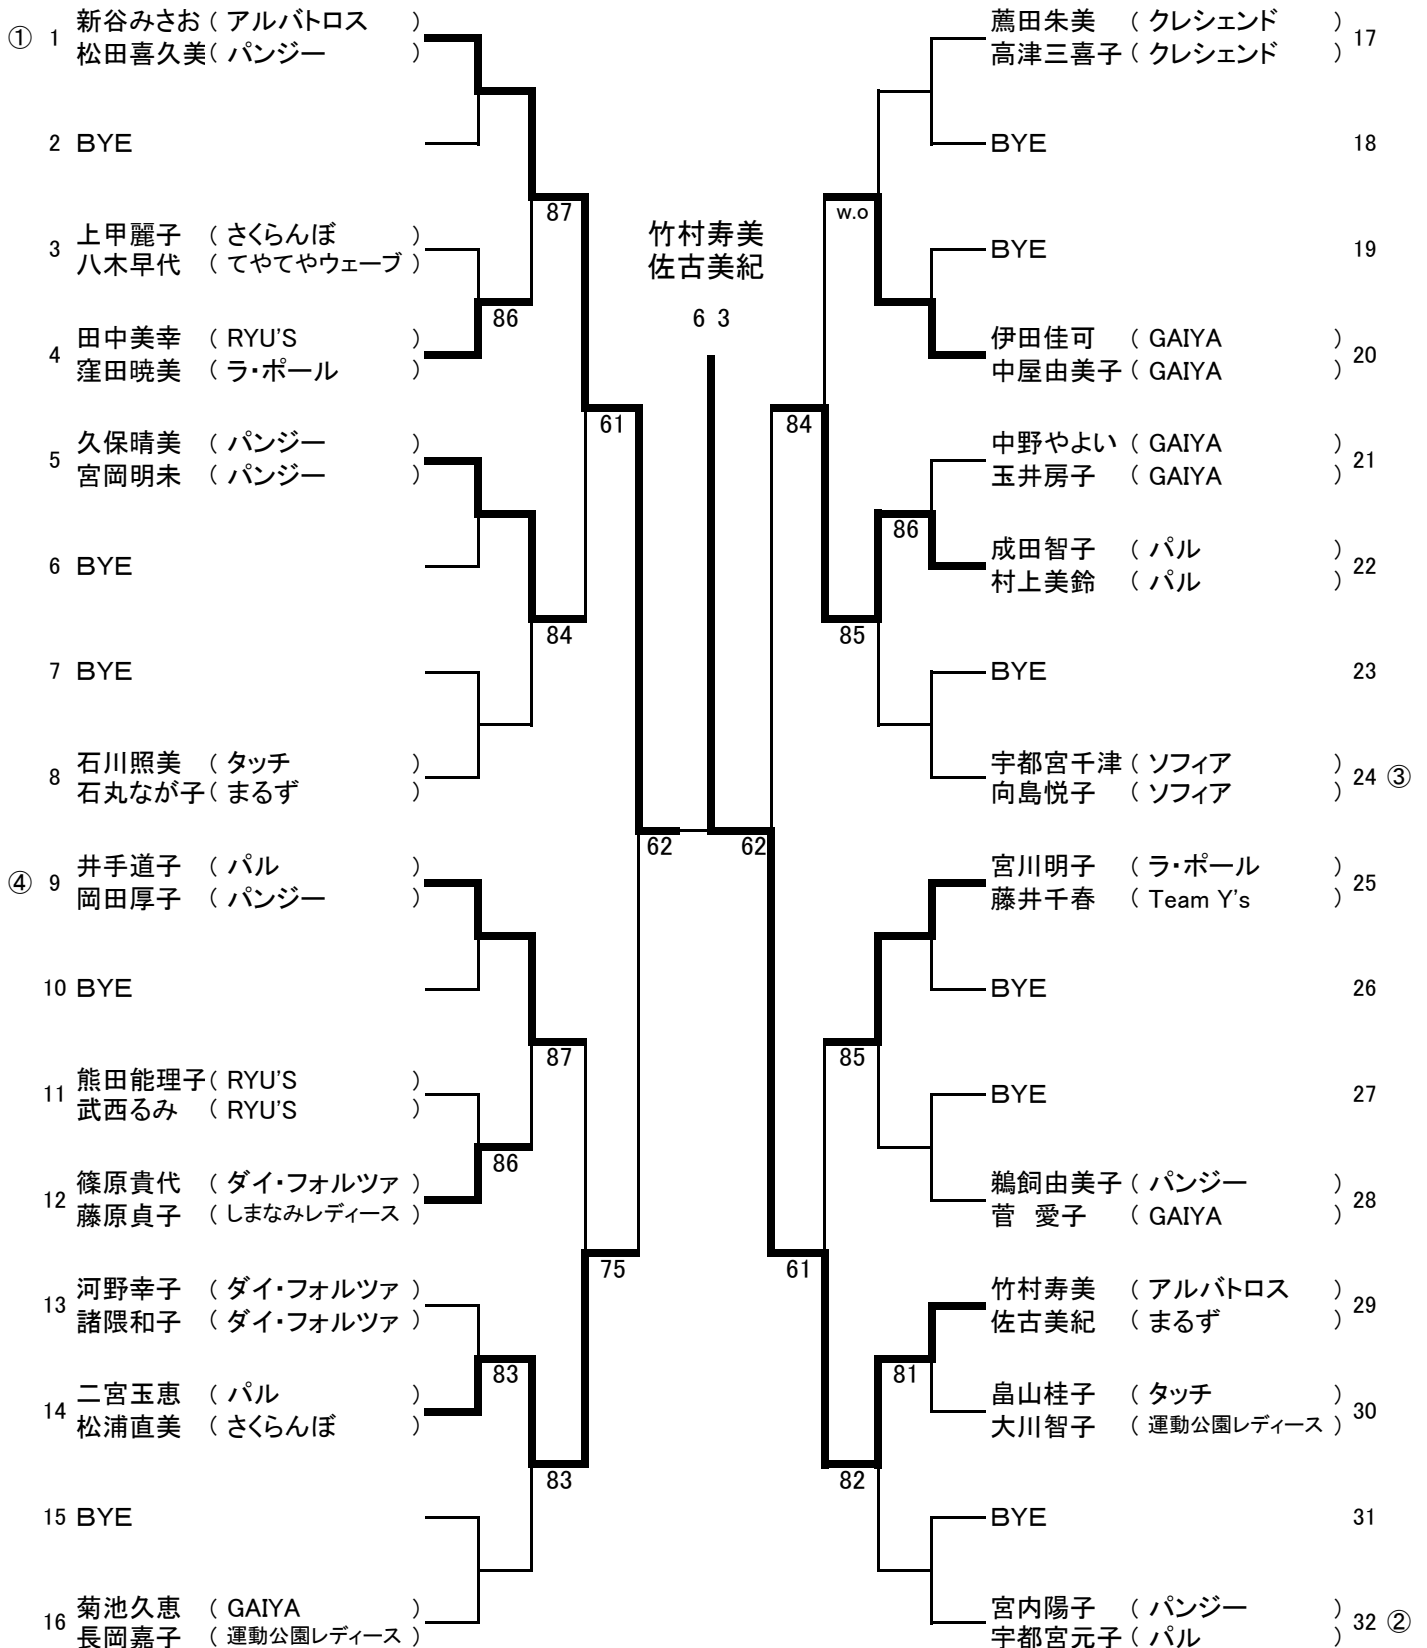 ① 1 新谷みさお ( アルバトロス )
松田喜久美 ( パンジー )
2 BYE
3 上甲麗子 ( さくらんぼ )
八木早代 ( てやてやウェーブ )
4 田中美幸 ( RYU'S )
窪田暁美 ( ラ・ポール )
5 久保晴美 ( パンジー )
宮岡明未 ( パンジー )
6 BYE
7 BYE
8 石川照美 ( タッチ )
石丸なが子 ( まるず )
④ 9 井手道子 ( パル )
岡田厚子 ( パンジー )
10 BYE
11 熊田能理子 ( RYU'S )
武西るみ ( RYU'S )
12 篠原貴代 ( ダイ・フォルツァ )
藤原貞子 ( しまなみレディース )
13 河野幸子 ( ダイ・フォルツァ )
諸隈和子 ( ダイ・フォルツァ )
14 二宮玉恵 ( パル )
松浦直美 ( さくらんぼ )
15 BYE
16 菊池久恵 ( GAIYA )
長岡嘉子 ( 運動公園レディース )
86
86
83
87
84
87
83
61
75
62
竹村寿美
佐古美紀
6 3
62
84
61
w.o
85
85
82
86
81
薦田朱美 ( クレシェンド ) 17
高津三喜子 ( クレシェンド )
BYE 18
BYE 19
伊田佳可 ( GAIYA ) 20
中屋由美子 ( GAIYA )
中野やよい ( GAIYA ) 21
玉井房子 ( GAIYA )
成田智子 ( パル ) 22
村上美鈴 ( パル )
BYE 23
宇都宮千津 ( ソフィア ) 24 ③
向島悦子 ( ソフィア )
宮川明子 ( ラ・ポール ) 25
藤井千春 ( Team Y's )
BYE 26
BYE 27
鵜飼由美子 ( パンジー ) 28
菅 愛子 ( GAIYA )
竹村寿美 ( アルバトロス ) 29
佐古美紀 ( まるず )
畠山桂子 ( タッチ ) 30
大川智子 ( 運動公園レディース )
BYE 31
宮内陽子 ( パンジー ) 32 ②
宇都宮元子 ( パル )